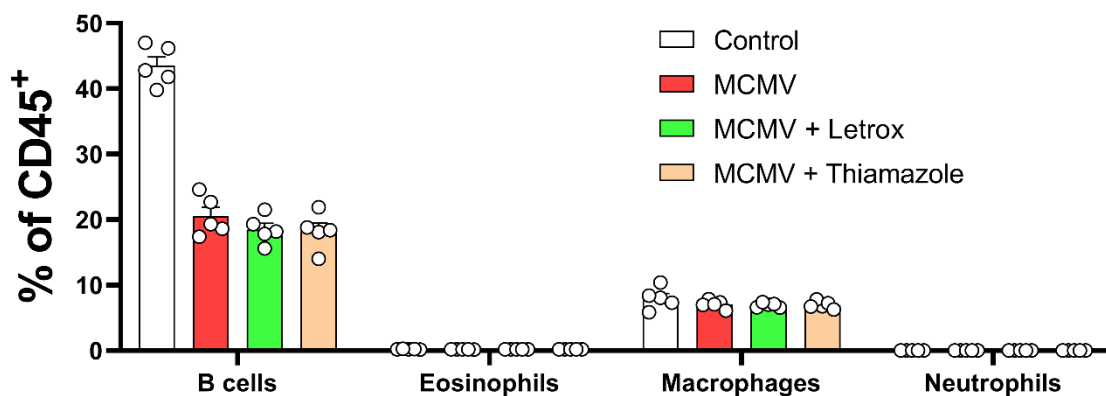 % of CD45+
50
40
30
20
10
0
Control
MCMV
MCMV + Letrox
MCMV + Thiamazole
B cells Eosinophils Macrophages Neutrophils